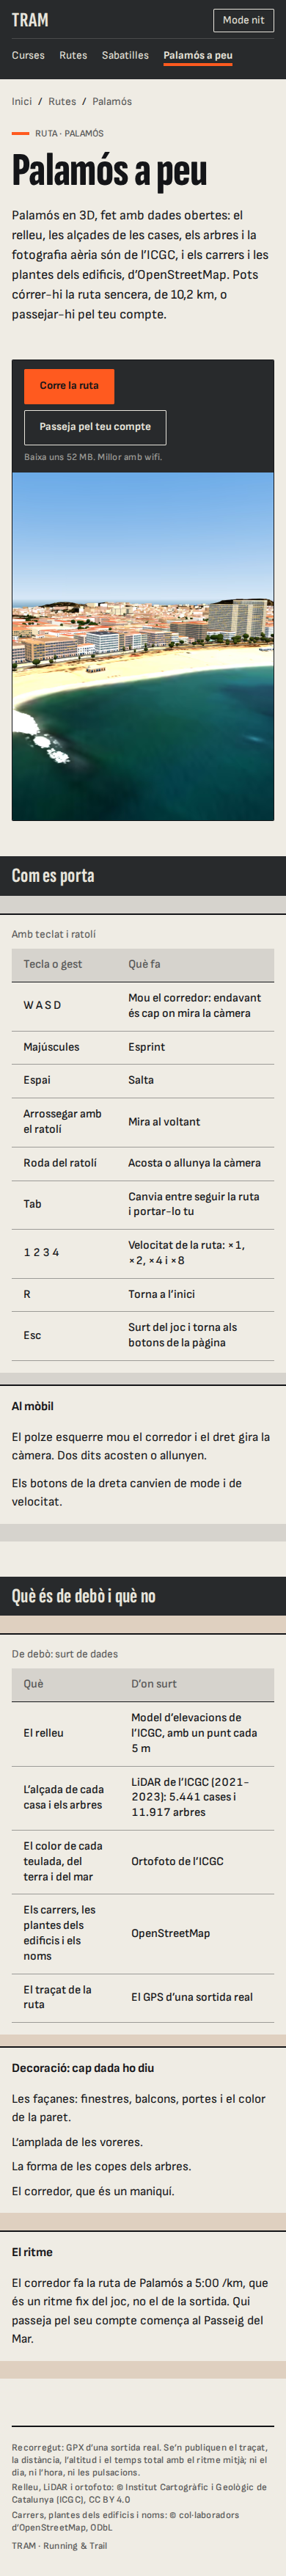 TRAM
Mode nit
Curses Rutes Sabatilles Palamós a peu
Inici / Rutes / Palamós
RUTA · PALAMÓS
Palamós a peu
Palamós en 3D, fet amb dades obertes: el
relleu, les alçades de les cases, els arbres i la
fotografia aèria són de l’ICGC, i els carrers i les
plantes dels edificis, d’OpenStreetMap. Pots
córrer-hi la ruta sencera, de 10,2 km, o
passejar-hi pel teu compte.
Corre la ruta
Passeja pel teu compte
Baixa uns 52 MB. Millor amb wifi.
Com es porta
Amb teclat i ratolí
Tecla o gest Què fa
W A S D Mou el corredor: endavant
és cap on mira la càmera
Majúscules Esprint
Espai Salta
Arrossegar amb
el ratolí Mira al voltant
Roda del ratolí Acosta o allunya la càmera
Tab Canvia entre seguir la ruta
i portar-lo tu
1 2 3 4 Velocitat de la ruta: ×1,
×2, ×4 i ×8
R Torna a l’inici
Esc Surt del joc i torna als
botons de la pàgina
Al mòbil
El polze esquerre mou el corredor i el dret gira la
càmera. Dos dits acosten o allunyen.
Els botons de la dreta canvien de mode i de
velocitat.
Què és de debò i què no
De debò: surt de dades
Què D’on surt
El relleu Model d’elevacions de
l’ICGC, amb un punt cada
5 m
L’alçada de cada
casa i els arbres LiDAR de l’ICGC (2021-
2023): 5.441 cases i
11.917 arbres
El color de cada
teulada, del
terra i del mar Ortofoto de l’ICGC
Els carrers, les
plantes dels
edificis i els
noms OpenStreetMap
El traçat de la
ruta El GPS d’una sortida real
Decoració: cap dada ho diu
Les façanes: finestres, balcons, portes i el color
de la paret.
L’amplada de les voreres.
La forma de les copes dels arbres.
El corredor, que és un maniquí.
El ritme
El corredor fa la ruta de Palamós a 5:00 /km, que
és un ritme fix del joc, no el de la sortida. Qui
passeja pel seu compte comença al Passeig del
Mar.
Recorregut: GPX d’una sortida real. Se’n publiquen el traçat,
la distància, l’altitud i el temps total amb el ritme mitjà; ni el
dia, ni l’hora, ni les pulsacions.
Relleu, LiDAR i ortofoto: © Institut Cartogràfic i Geològic de
Catalunya (ICGC), CC BY 4.0
Carrers, plantes dels edificis i noms: © col·laboradors
d’OpenStreetMap, ODbL
TRAM · Running & Trail